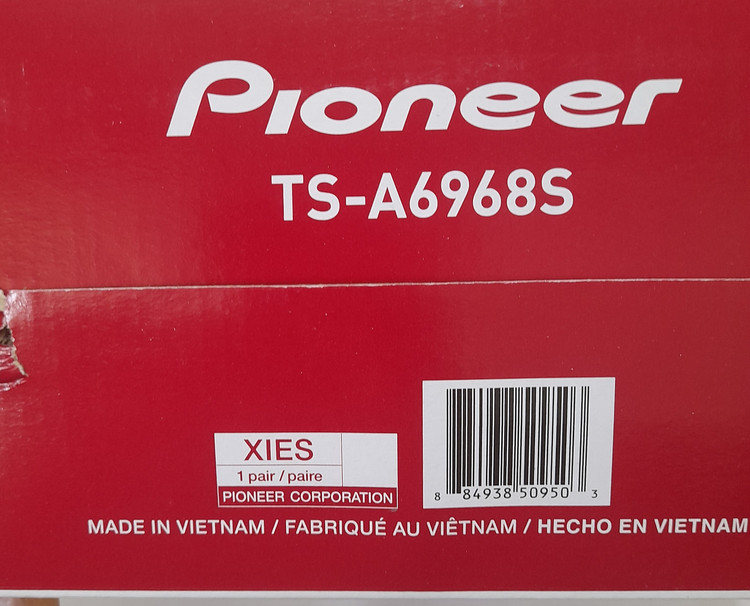 Pioneer
TS-A6968S
XIES
1 pair / paire
PIONEER CORPORATION
8 84938 50950 3
MADE IN VIETNAM / FABRIQUÉ AU VIÊTNAM / HECHO EN VIETNAM